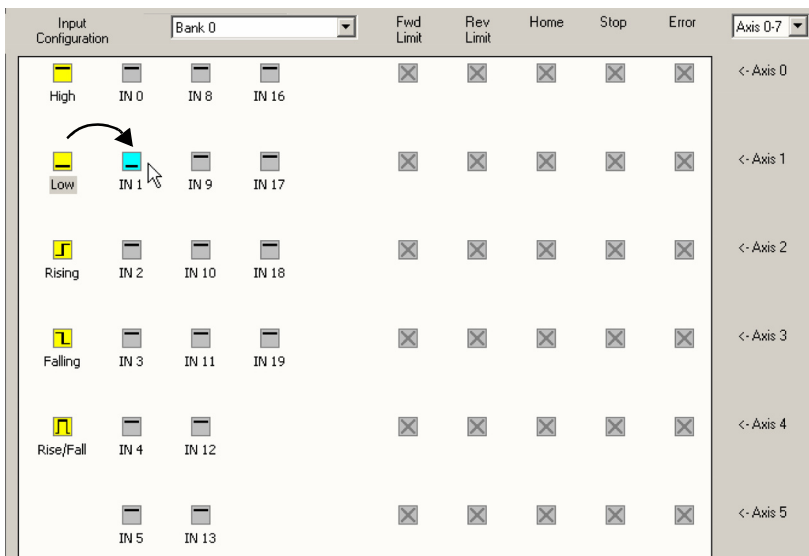 Input Configuration Bank 0 Fwd Limit Rev Limit Home Stop Error Axis 0-7
High IN 0 IN 8 IN 16 <- Axis 0
Low IN 1 IN 9 IN 17 <- Axis 1
Rising IN 2 IN 10 IN 18 <- Axis 2
Falling IN 3 IN 11 IN 19 <- Axis 3
Rise/Fall IN 4 IN 12 <- Axis 4
IN 5 IN 13 <- Axis 5